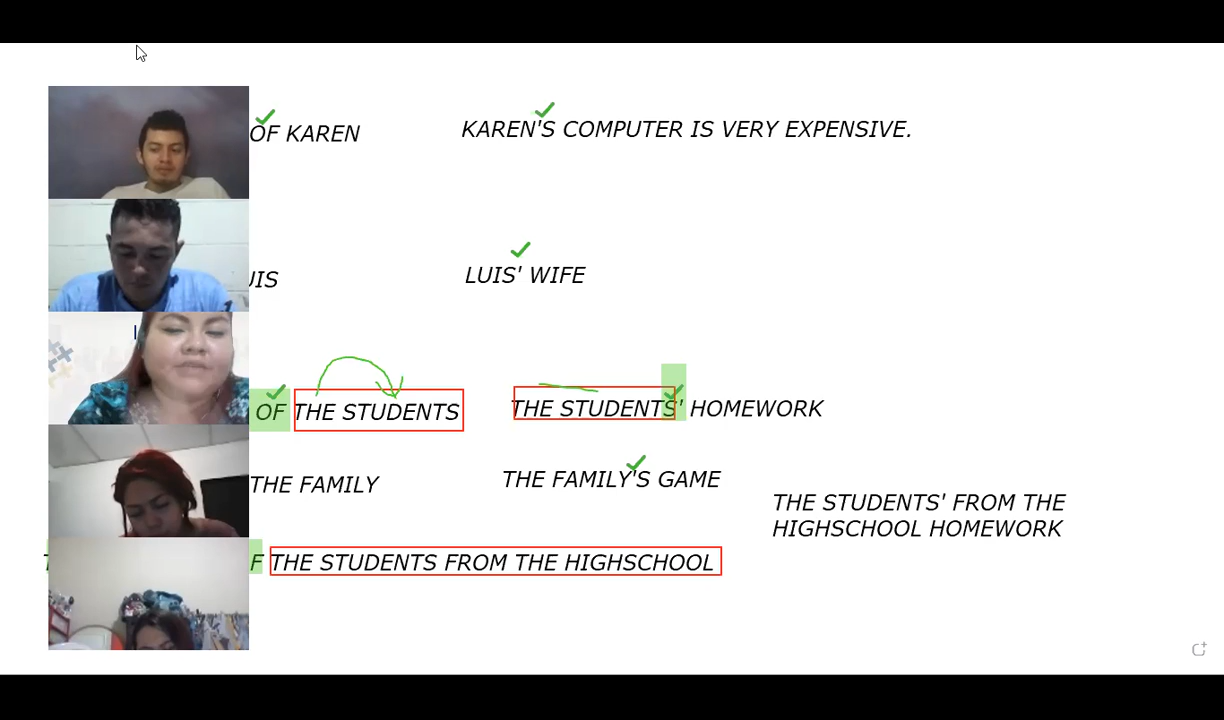 OF KAREN
KAREN'S COMPUTER IS VERY EXPENSIVE.
LUIS' WIFE
OF THE STUDENTS
THE STUDENTS' HOMEWORK
THE FAMILY
THE FAMILY'S GAME
THE STUDENTS' FROM THE
HIGHSCHOOL HOMEWORK
THE STUDENTS FROM THE HIGHSCHOOL